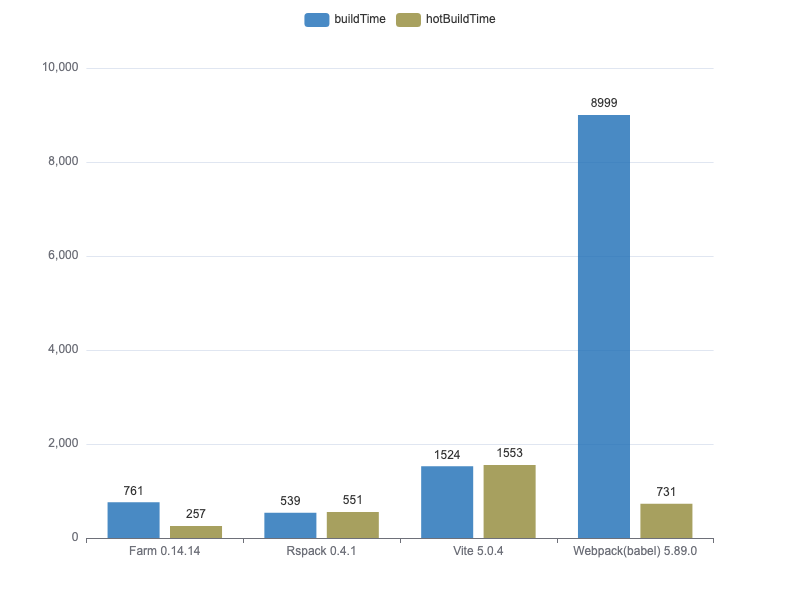 buildTime hotBuildTime
10,000
8999
8,000
6,000
4,000
2,000
1524 1553
761 257 539 551 731
0
Farm 0.14.14 Rspack 0.4.1 Vite 5.0.4 Webpack(babel) 5.89.0